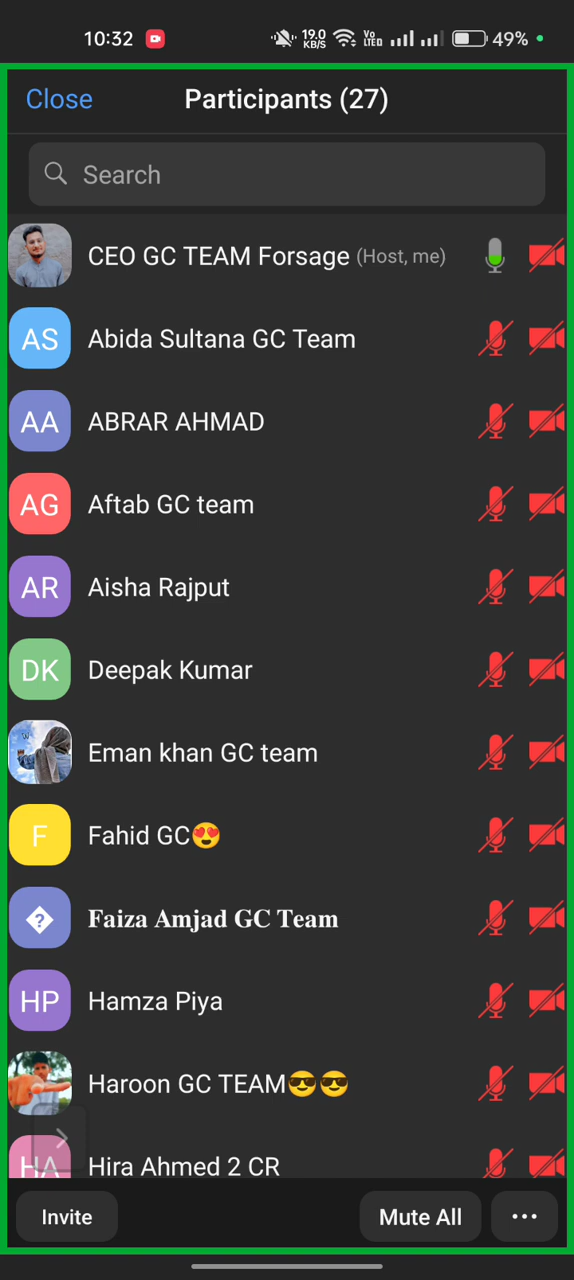 10:32 19.0 KB/S Vo LTE D 49%
Close Participants (27)
Search
CEO GC TEAM Forsage (Host, me)
AS Abida Sultana GC Team
AA ABRAR AHMAD
AG Aftab GC team
AR Aisha Rajput
DK Deepak Kumar
Eman khan GC team
F Fahid GC😍
� 𝐅𝐚𝐢𝐳𝐚 𝐀𝐦𝐣𝐚𝐝 𝐆𝐂 𝐓𝐞𝐚𝐦
HP Hamza Piya
Haroon GC TEAM😎😎
HA Hira Ahmed 2 CR
Invite Mute All ...